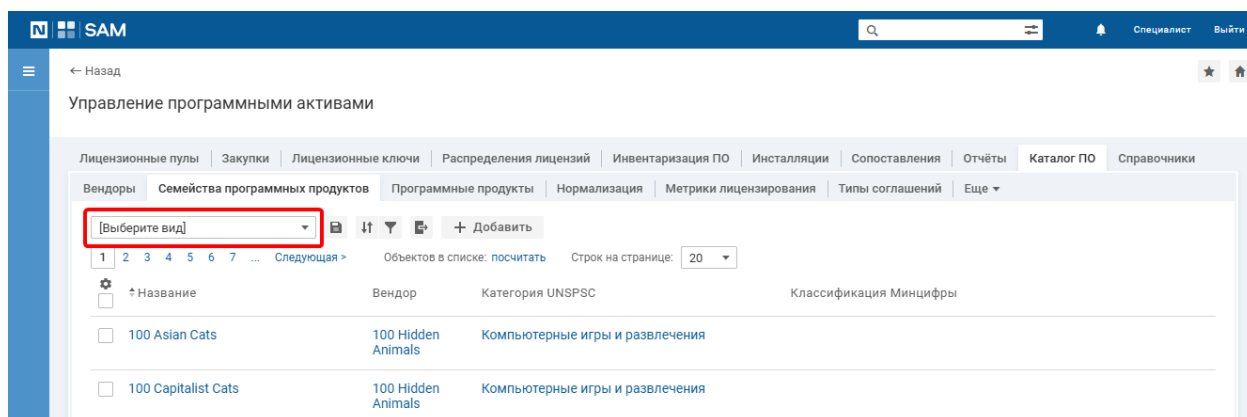 N SAM Специалист Выйти
← Назад
Управление программными активами
Лицензионные пулы Закупки Лицензионные ключи Распределения лицензий Инвентаризация ПО Инсталляции Сопоставления Отчёты Каталог ПО Справочники
Вендоры Семейства программных продуктов Программные продукты Нормализация Метрики лицензирования Типы соглашений Еще
[Выберите вид] + Добавить
1 2 3 4 5 6 7 ... Следующая > Объектов в списке: посчитать Строк на странице: 20
Название Вендор Категория UNSPSC Классификация Минцифры
100 Asian Cats 100 Hidden Компьютерные игры и развлечения
Animals
100 Capitalist Cats 100 Hidden Компьютерные игры и развлечения
Animals